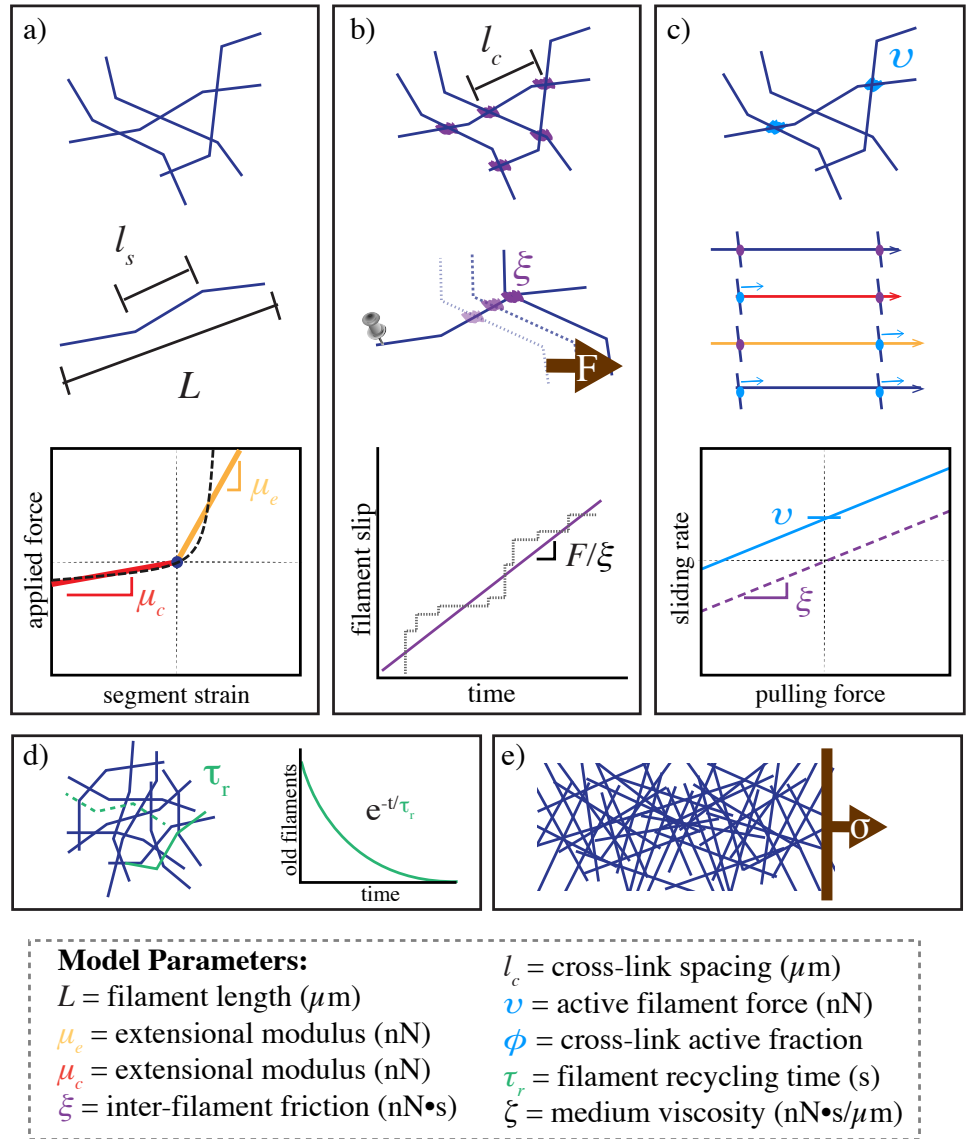 a)
l_s
L
applied force
μ_e
μ_c
segment strain
b)
l_c
ξ
F
filament slip
F/ξ
time
c)
υ
sliding rate
υ
ξ
pulling force
d)
τ_r
old filaments
e^{-t/τ_r}
time
e)
σ
Model Parameters:
L = filament length (μm)
μ_e = extensional modulus (nN)
μ_c = extensional modulus (nN)
ξ = inter-filament friction (nN•s)
l_c = cross-link spacing (μm)
υ = active filament force (nN)
ϕ = cross-link active fraction
τ_r = filament recycling time (s)
ζ = medium viscosity (nN•s/μm)